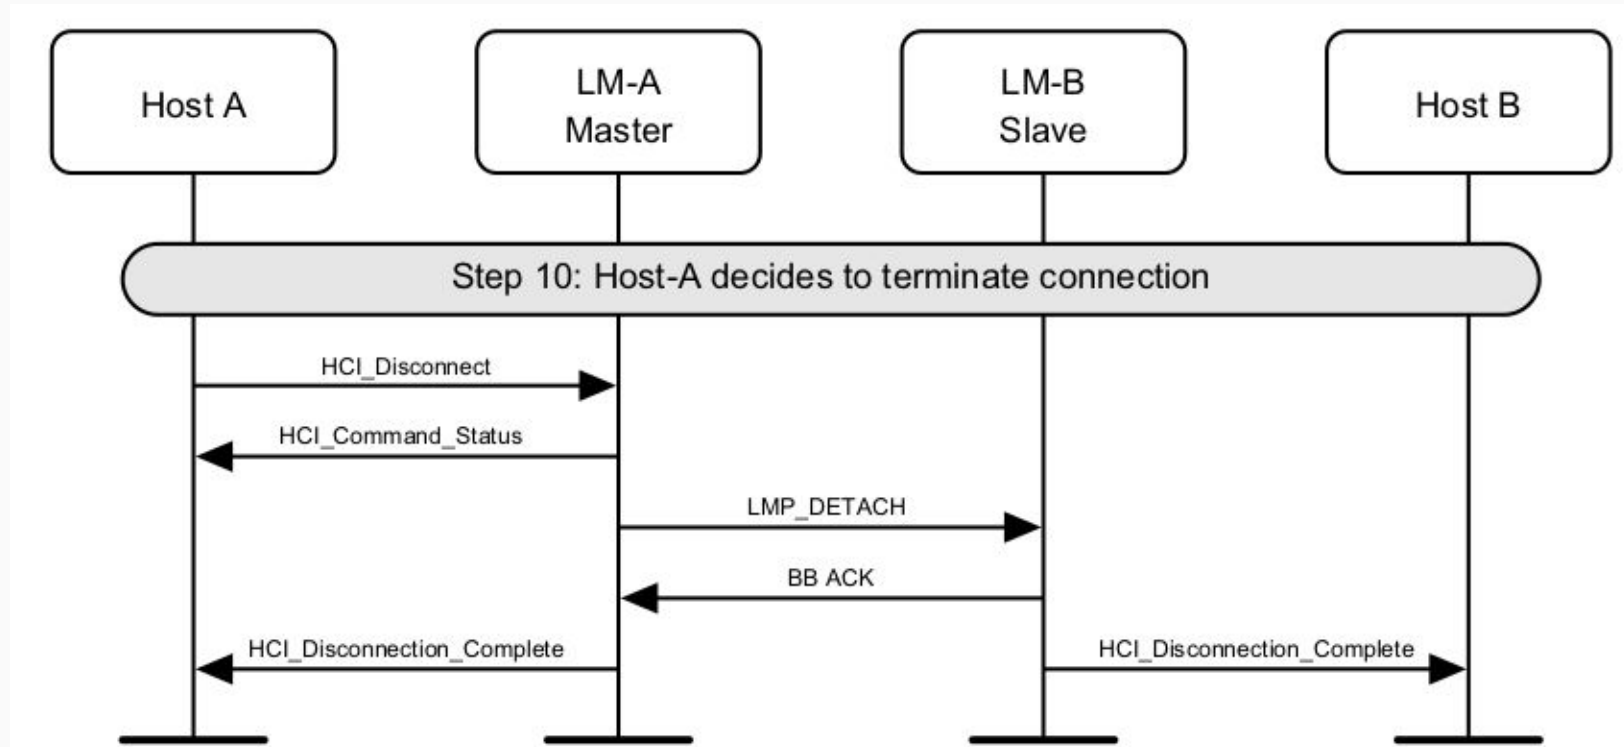 Host A
LM-A
Master
LM-B
Slave
Host B
Step 10: Host-A decides to terminate connection
HCI_Disconnect
HCI_Command_Status
LMP_DETACH
BB ACK
HCI_Disconnection_Complete
HCI_Disconnection_Complete